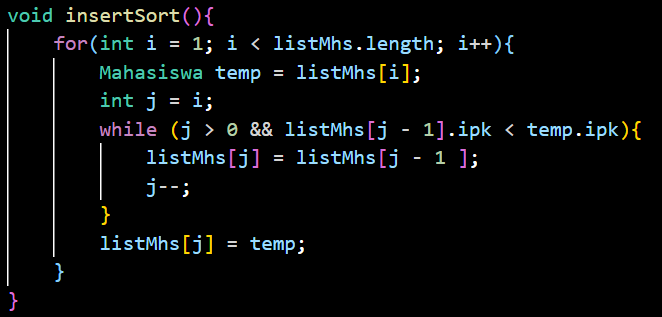 void insertSort(){
    for(int i = 1; i < listMhs.length; i++){
        Mahasiswa temp = listMhs[i];
        int j = i;
        while (j > 0 && listMhs[j - 1].ipk < temp.ipk){
            listMhs[j] = listMhs[j - 1 ];
            j--;
        }
        listMhs[j] = temp;
    }
}